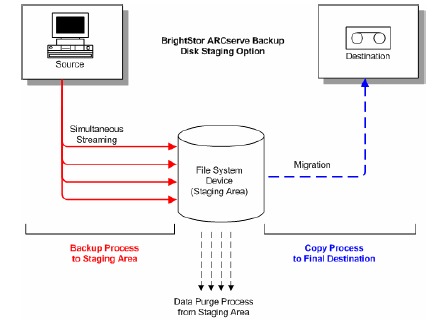 BrightStor ARCserve Backup
Disk Staging Option
Source
Destination
Simultaneous
Streaming
File System
Device
(Staging Area)
Migration
Backup Process
to Staging Area
Copy Process
to Final Destination
Data Purge Process
from Staging Area